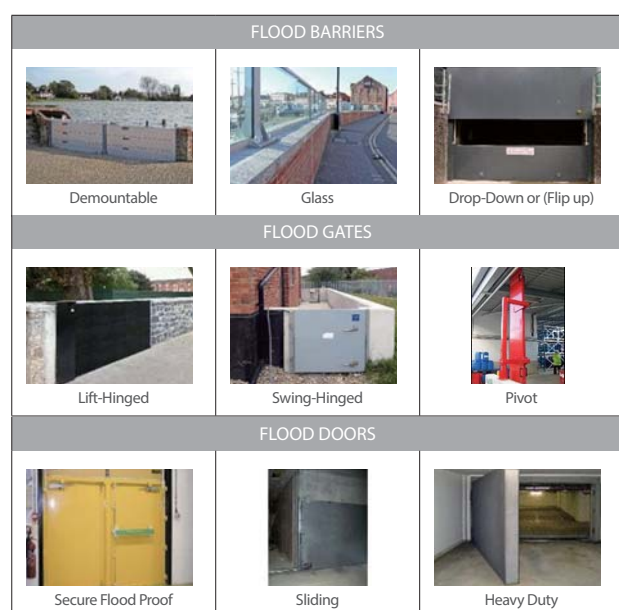 FLOOD BARRIERS
Demountable
Glass
Drop-Down or (Flip up)
FLOOD GATES
Lift-Hinged
Swing-Hinged
Pivot
FLOOD DOORS
Secure Flood Proof
Sliding
Heavy Duty